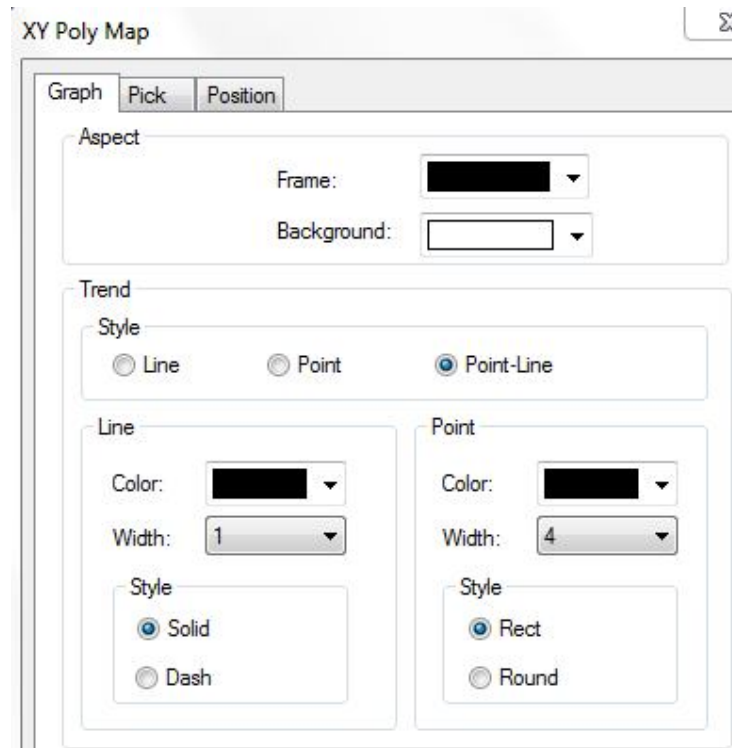 XY Poly Map
Graph Pick Position
Aspect
Frame:
Background:
Trend
Style
Line Point Point-Line
Line
Color:
Width: 1
Style
Solid
Dash
Point
Color:
Width: 4
Style
Rect
Round